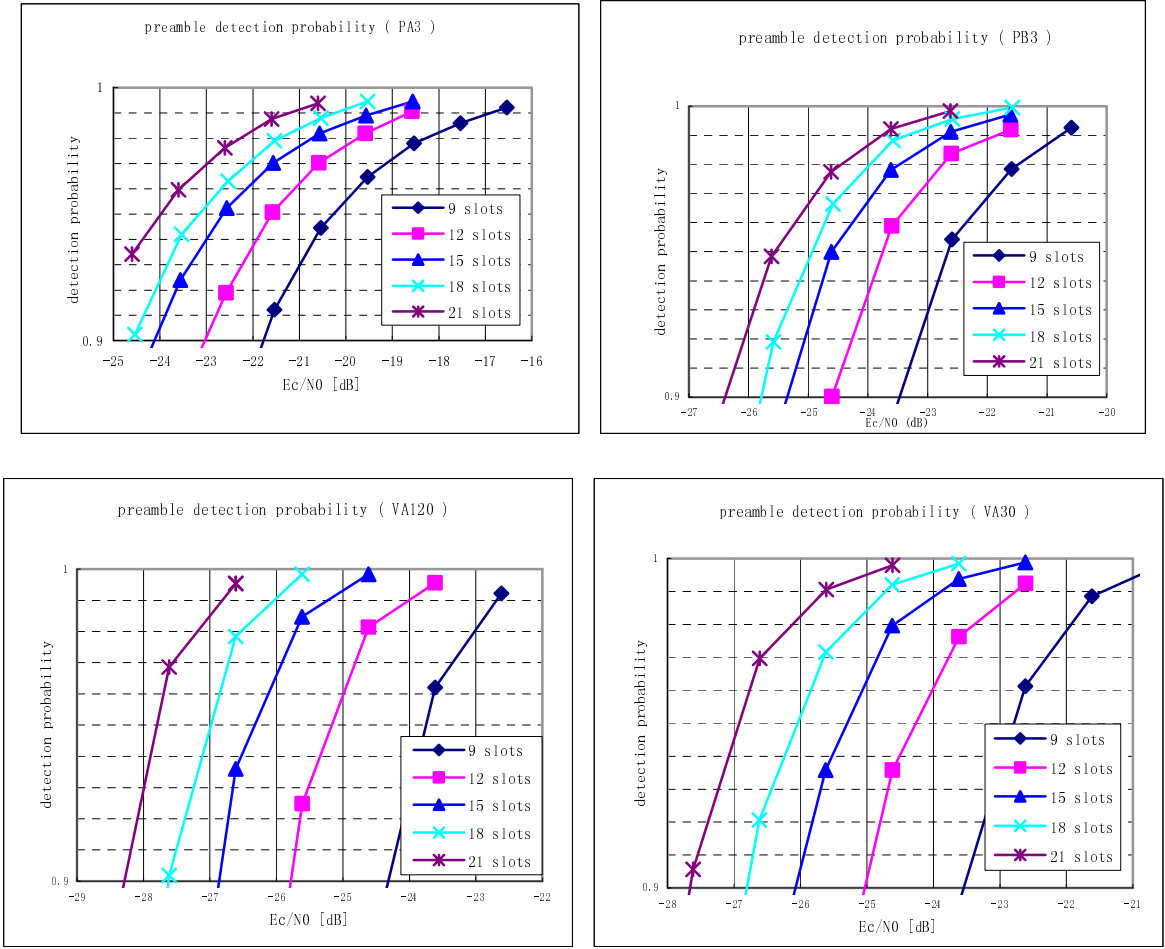 preamble detection probability ( PA3 )
1
0.9
detection probability
-25 -24 -23 -22 -21 -20 -19 -18 -17 -16
Ec/N0 [dB]
9 slots
12 slots
15 slots
18 slots
21 slots
preamble detection probability ( PB3 )
1
0.9
detection probability
-27 -26 -25 -24 -23 -22 -21 -20
Ec/N0 (dB)
9 slots
12 slots
15 slots
18 slots
21 slots
preamble detection probability ( VA120 )
1
0.9
detection probability
-29 -28 -27 -26 -25 -24 -23 -22
Ec/N0 [dB]
9 slots
12 slots
15 slots
18 slots
21 slots
preamble detection probability ( VA30 )
1
0.9
detection probability
-28 -27 -26 -25 -24 -23 -22 -21
Ec/N0 [dB]
9 slots
12 slots
15 slots
18 slots
21 slots